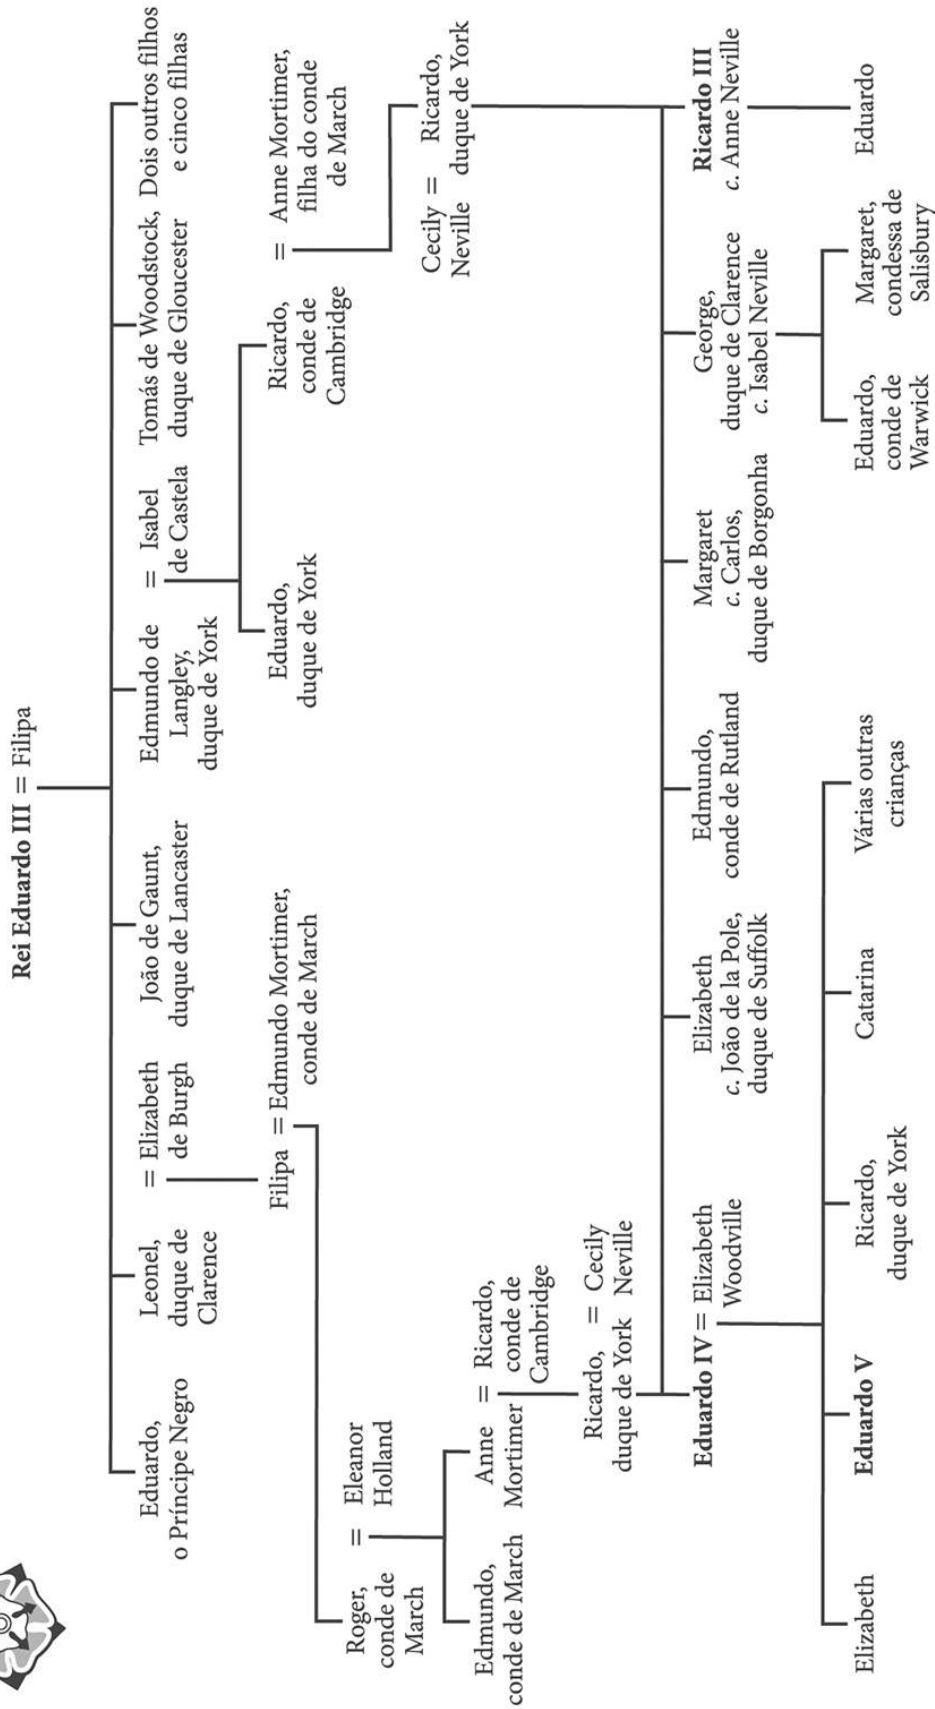 Rei Eduardo III = Filipa
Eduardo,
o Príncipe Negro
Leonel,
duque de
Clarence
= Elizabeth
de Burgh
João de Gaunt,
duque de Lancaster
Edmundo de
Langley,
duque de York
= Isabel
de Castela
Tomás de Woodstock,
duque de Gloucester
Dois outros filhos
e cinco filhas
Filipa = Edmundo Mortimer,
conde de March
Eduardo,
duque de York
Ricardo,
conde de
Cambridge
= Anne Mortimer,
filha do conde
de March
Roger,
conde de
March
= Eleanor
Holland
Cecily
Neville
= Ricardo,
duque de York
Edmundo,
conde de March
Anne
Mortimer
= Ricardo,
conde de
Cambridge
Ricardo,
duque de York
= Cecily
Neville
Eduardo IV = Elizabeth
Woodville
Elizabeth
c. João de la Pole,
duque de Suffolk
Edmundo,
conde de Rutland
Margaret
c. Carlos,
duque de Borgonha
George,
duque de Clarence
c. Isabel Neville
Ricardo III
c. Anne Neville
Elizabeth
Eduardo V
Ricardo,
duque de York
Catarina
Várias outras
crianças
Eduardo,
conde de
Warwick
Margaret,
condessa de
Salisbury
Eduardo